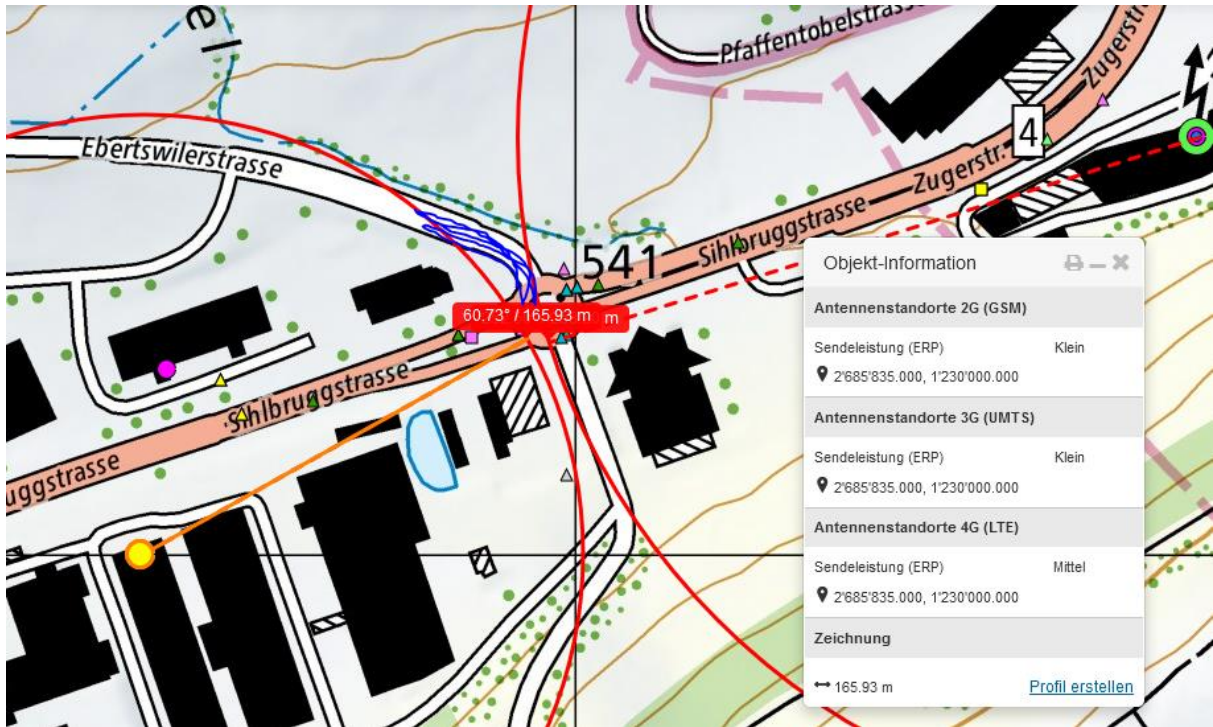 el
Pfaffentobelstrasse
Zugerstr.
4
Ebertswilerstrasse
Zugerstr.
Sihlbruggstrasse
541
60.73° / 165.93 m
m
Sihlbruggstrasse
uggstrasse
Objekt-Information
Antennenstandorte 2G (GSM)
Sendeleistung (ERP) Klein
2'685'835.000, 1'230'000.000
Antennenstandorte 3G (UMTS)
Sendeleistung (ERP) Klein
2'685'835.000, 1'230'000.000
Antennenstandorte 4G (LTE)
Sendeleistung (ERP) Mittel
2'685'835.000, 1'230'000.000
Zeichnung
165.93 m Profil erstellen